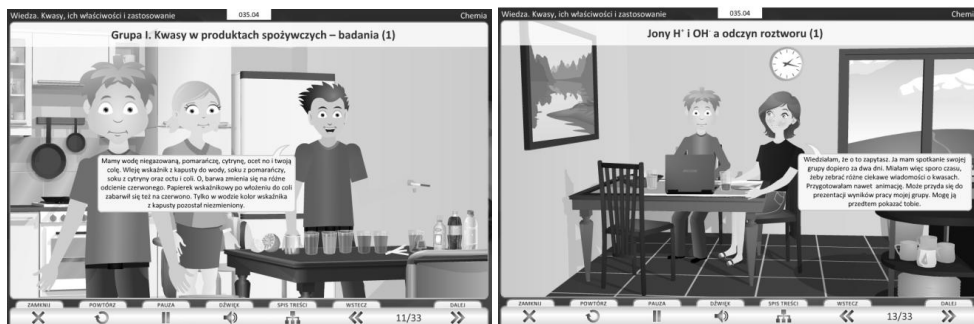 Wiedza. Kwasy, ich właściwości i zastosowanie
035.04
Chemia
Grupa I. Kwasy w produktach spożywczych – badania (1)
Mamy wodę niegazowaną, pomarańczę, cytrynę, ocet no i twoją
colę. Wleję wskaźnik z kapusty do wody, soku z pomarańczy,
soku z cytryny oraz octu i coli. O, barwa zmienia się na różne
odcienie czerwonego. Papierek wskaźnikowy po włożeniu do coli
zabarwił się też na czerwono. Tylko w wodzie kolor wskaźnika
z kapusty pozostał niezmieniony.
ZAMKNIJ
POWTÓRZ
PAUZA
DŹWIĘK
SPIS TREŚCI
WSTECZ
11/33
DALEJ
Wiedza. Kwasy, ich właściwości i zastosowanie
035.04
Chemia
Jony H⁺ i OH⁻ a odczyn roztworu (1)
Wiedziałam, że o to zapytasz. Ja mam spotkanie swojej
grupy dopiero za dwa dni. Miałam więc sporo czasu,
żeby zebrać różne ciekawe wiadomości o kwasach.
Przygotowałam nawet animację. Może przyda się do
prezentacji wyników pracy mojej grupy. Mogę ją
przedtem pokazać tobie.
ZAMKNIJ
POWTÓRZ
PAUZA
DŹWIĘK
SPIS TREŚCI
WSTECZ
13/33
DALEJ